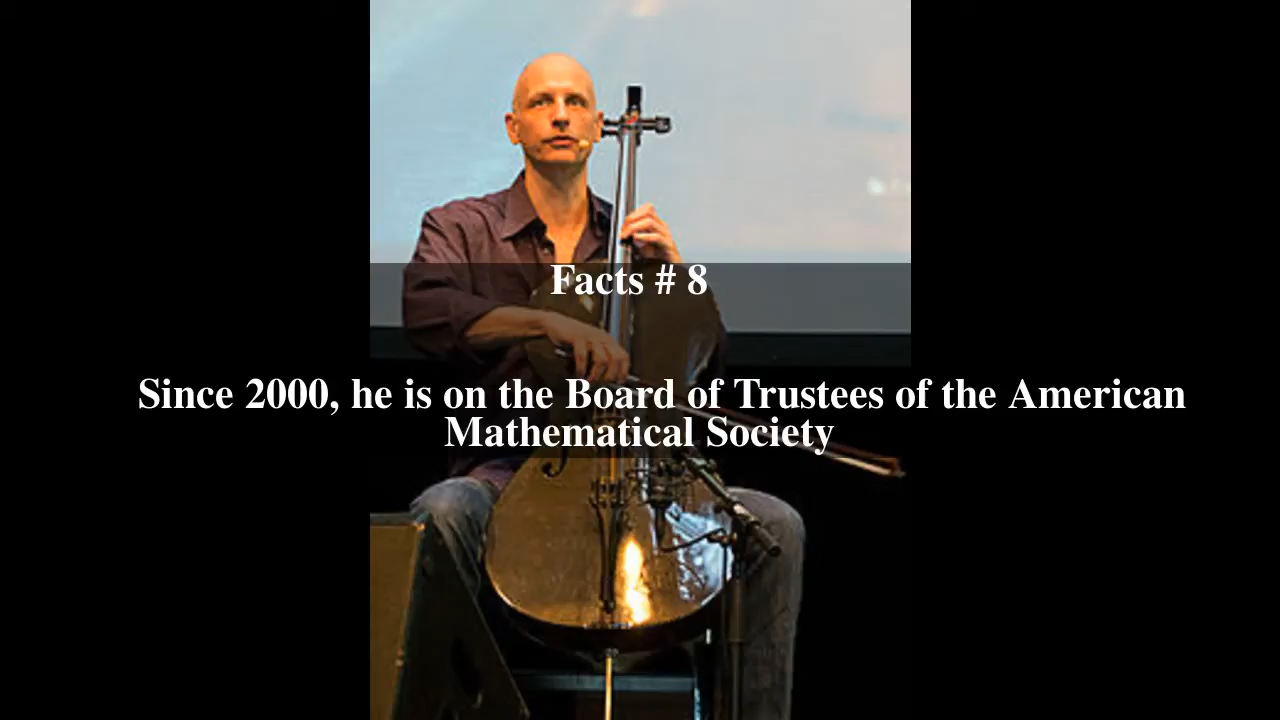 Facts # 8
Since 2000, he is on the Board of Trustees of the American
Mathematical Society